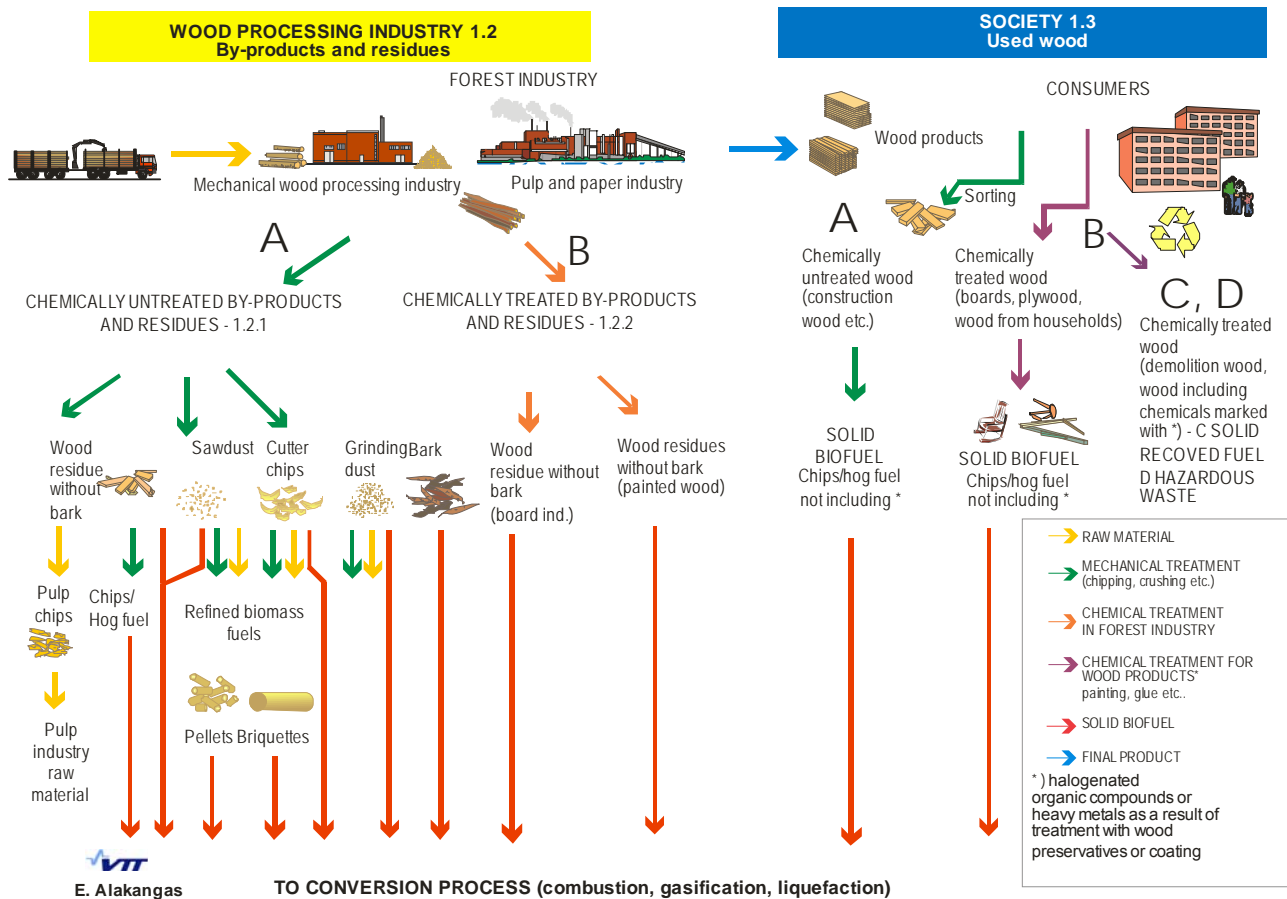 WOOD PROCESSING INDUSTRY 1.2
By-products and residues
SOCIETY 1.3
Used wood
FOREST INDUSTRY
CONSUMERS
Wood products
Mechanical wood processing industry
Pulp and paper industry
Sorting
A
B
A
B
C, D
CHEMICALLY UNTREATED BY-PRODUCTS
AND RESIDUES - 1.2.1
CHEMICALLY TREATED BY-PRODUCTS
AND RESIDUES - 1.2.2
Chemically
untreated wood
(construction
wood etc.)
Chemically
treated wood
(boards, plywood,
wood from households)
Chemically treated
wood
(demolition wood,
wood including
chemicals marked
with *) - C SOLID
RECOVED FUEL
D HAZARDOUS
WASTE
Wood
residue
without
bark
Sawdust
Cutter
chips
Grinding
dust
Bark
Wood
residue without
bark
(board ind.)
Wood residues
without bark
(painted wood)
SOLID
BIOFUEL
Chips/hog fuel
not including *
SOLID BIOFUEL
Chips/hog fuel
not including *
Pulp
chips
Chips/
Hog fuel
Refined biomass
fuels
Pellets Briquettes
Pulp
industry
raw
material
RAW MATERIAL
MECHANICAL TREATMENT
(chipping, crushing etc.)
CHEMICAL TREATMENT
IN FOREST INDUSTRY
CHEMICAL TREATMENT FOR
WOOD PRODUCTS*
painting, glue etc..
SOLID BIOFUEL
FINAL PRODUCT
* ) halogenated
organic compounds or
heavy metals as a result of
treatment with wood
preservatives or coating
VTT
E. Alakangas
TO CONVERSION PROCESS (combustion, gasification, liquefaction)